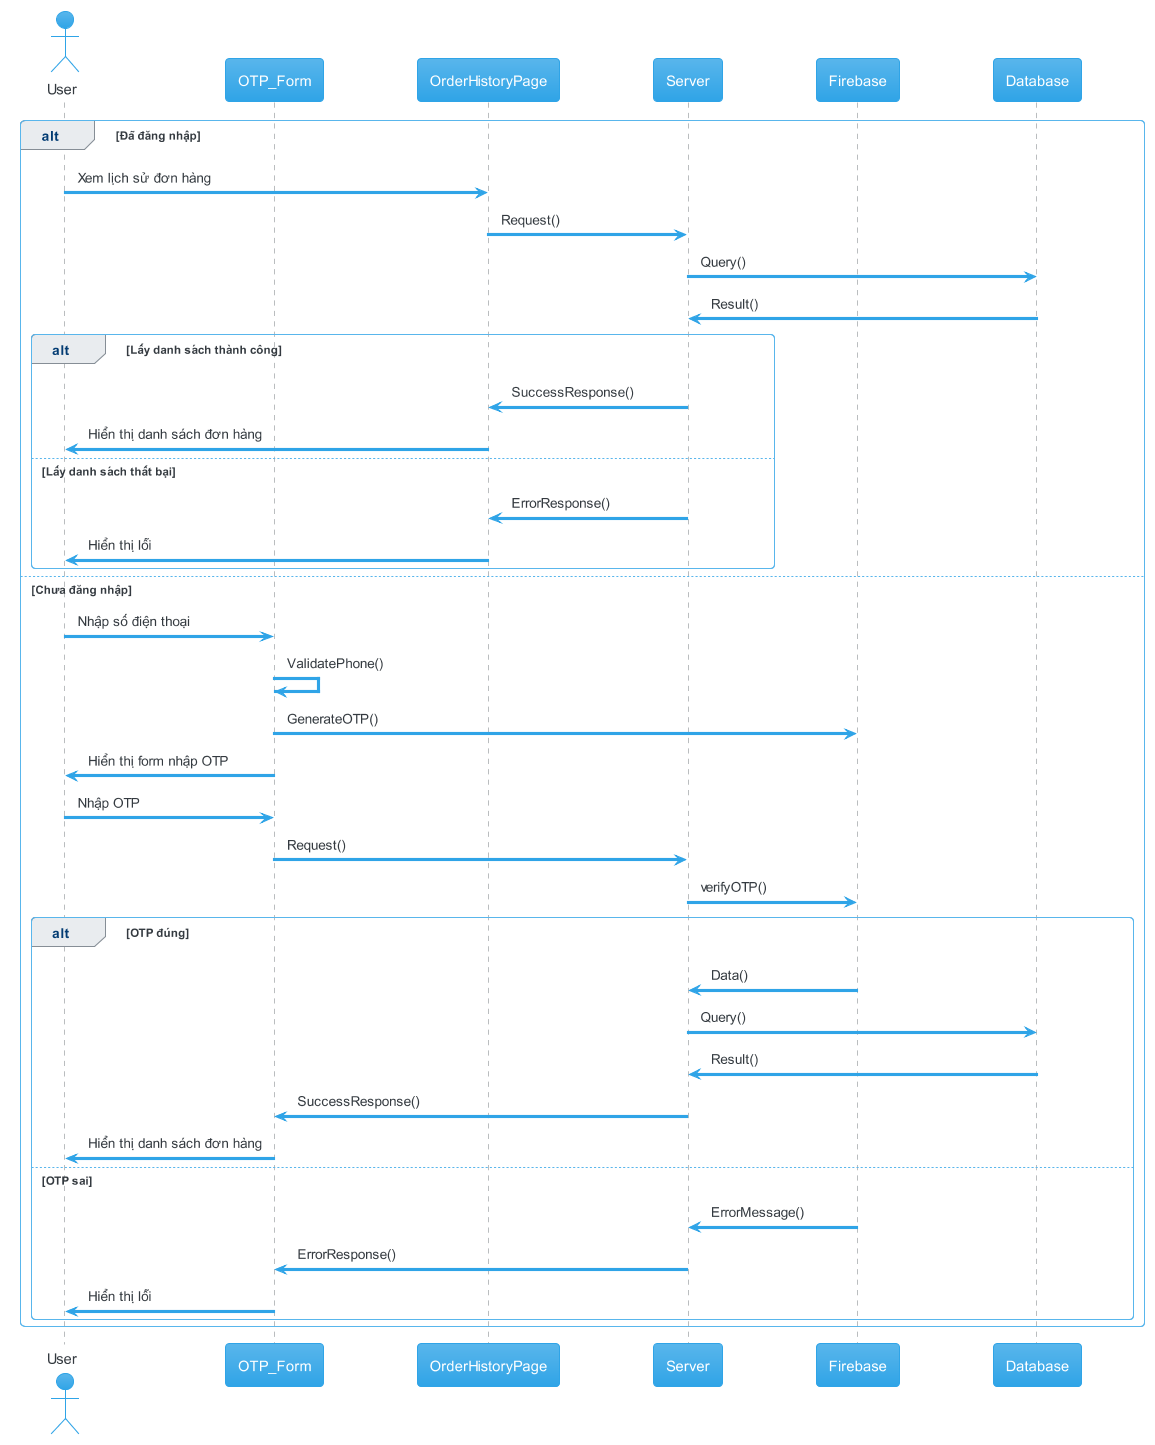 User
OTP_Form
OrderHistoryPage
Server
Firebase
Database
alt [Đã đăng nhập]
Xem lịch sử đơn hàng
Request()
Query()
Result()
alt [Lấy danh sách thành công]
SuccessResponse()
Hiển thị danh sách đơn hàng
[Lấy danh sách thất bại]
ErrorResponse()
Hiển thị lỗi
[Chưa đăng nhập]
Nhập số điện thoại
ValidatePhone()
GenerateOTP()
Hiển thị form nhập OTP
Nhập OTP
Request()
verifyOTP()
alt [OTP đúng]
Data()
Query()
Result()
SuccessResponse()
Hiển thị danh sách đơn hàng
[OTP sai]
ErrorMessage()
ErrorResponse()
Hiển thị lỗi
User
OTP_Form
OrderHistoryPage
Server
Firebase
Database